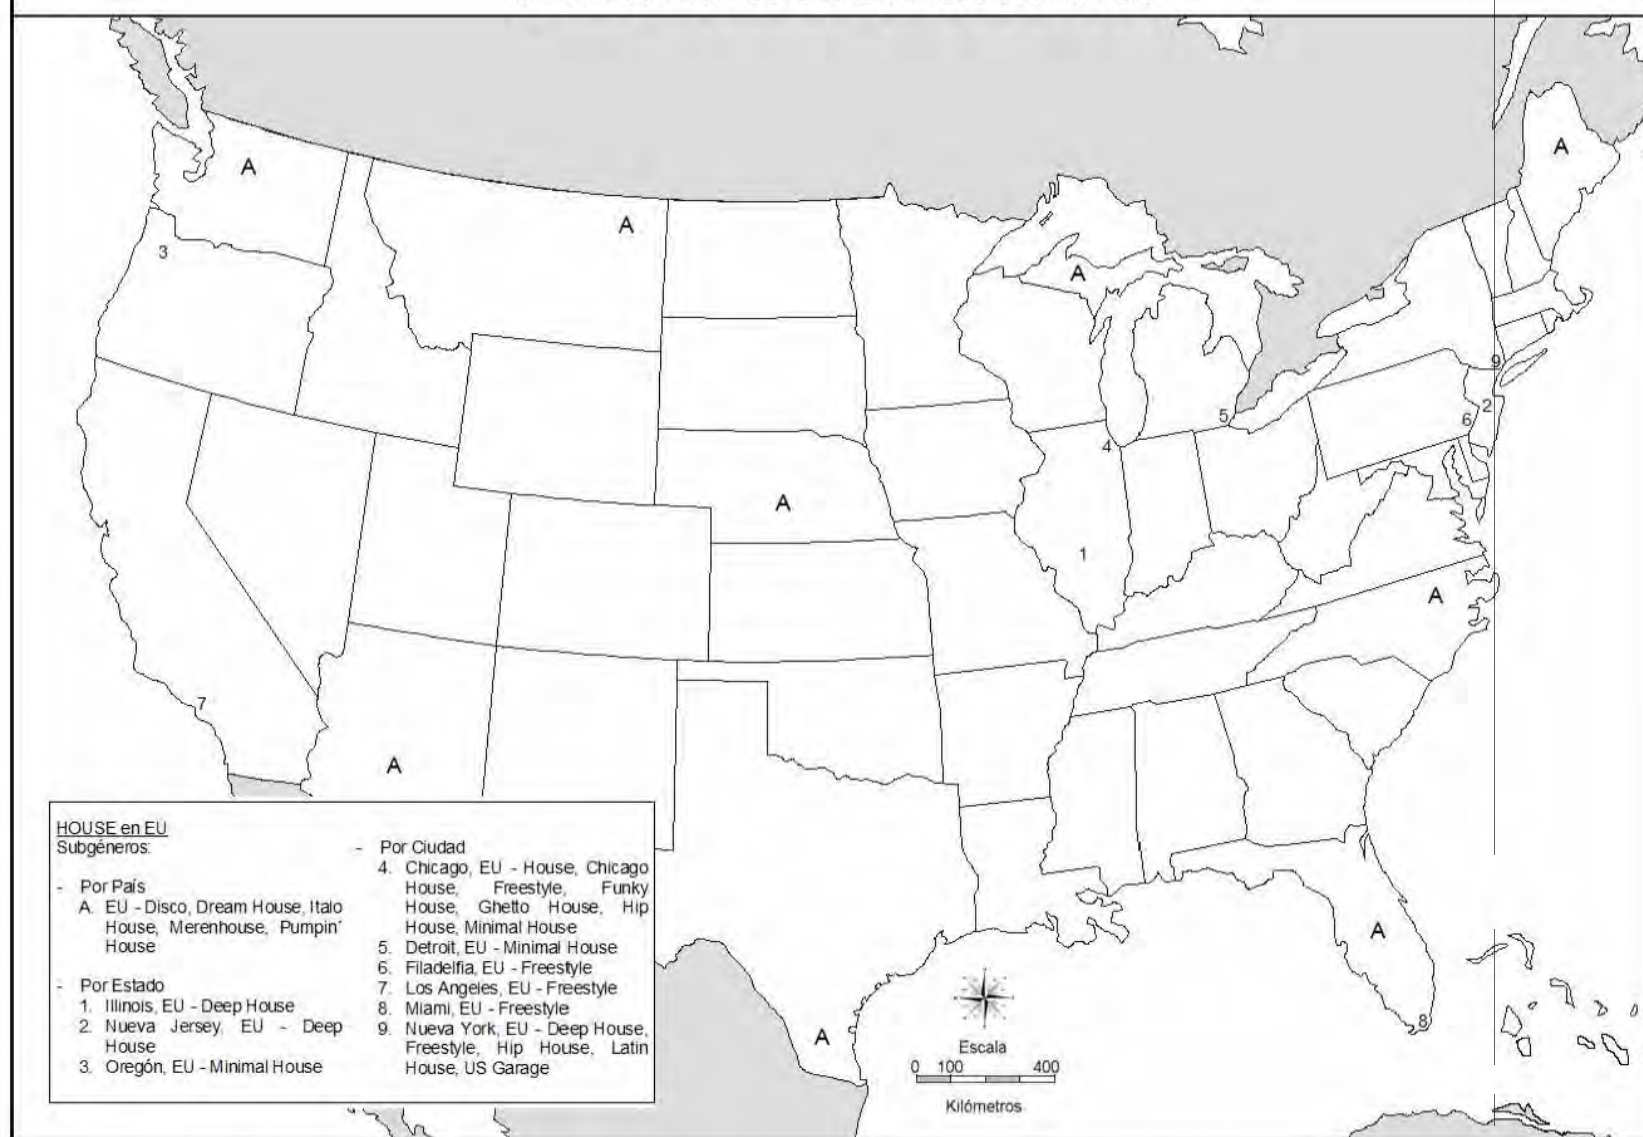 A
A
3
A
A
9
5
2
6
4
A
1
A
7
A
HOUSE en EU
Subgéneros:
- Por País
A. EU - Disco, Dream House, Italo
House, Merenhouse, Pumpin´
House
- Por Estado
1. Illinois, EU - Deep House
2. Nueva Jersey, EU - Deep
House
3. Oregón, EU - Minimal House
- Por Ciudad
4. Chicago, EU - House, Chicago
House, Freestyle, Funky
House, Ghetto House, Hip
House, Minimal House
5. Detroit, EU - Minimal House
6. Filadelfia, EU - Freestyle
7. Los Angeles, EU - Freestyle
8. Miami, EU - Freestyle
9. Nueva York, EU - Deep House,
Freestyle, Hip House, Latin
House, US Garage
A
8
A
Escala
0 100 400
Kilómetros